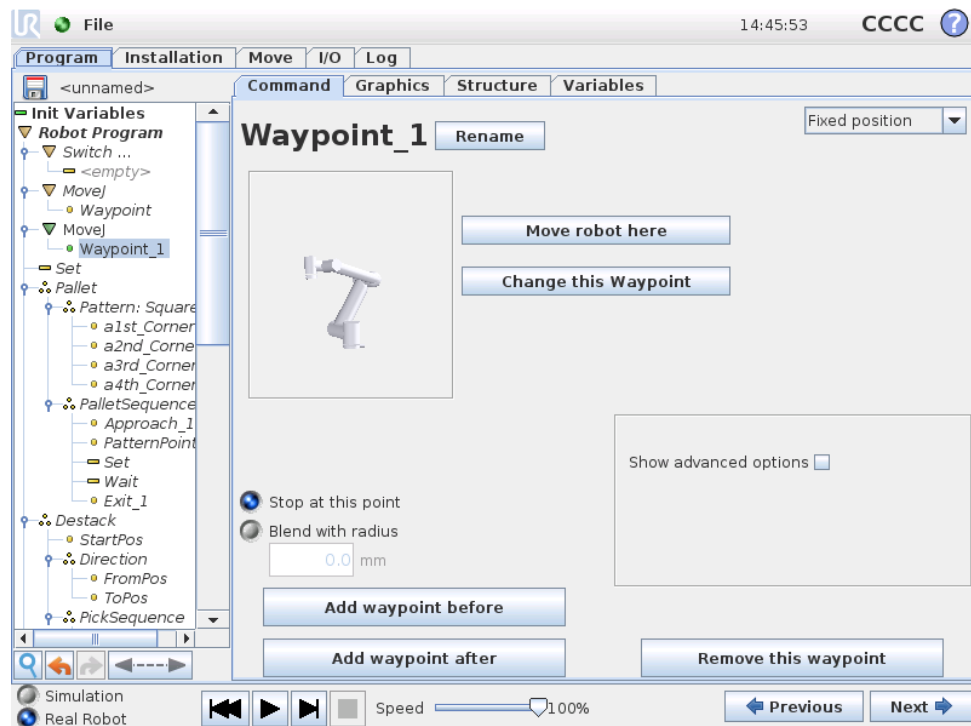 UR File 14:45:53 CCCC ?
Program Installation Move I/O Log
<unnamed>
Command Graphics Structure Variables
Init Variables
Robot Program
Switch ...
<empty>
MoveJ
Waypoint
MoveJ
Waypoint_1
Set
Pallet
Pattern: Square
a1st_Corner
a2nd_Corne
a3rd_Corner
a4th_Corner
PalletSequence
Approach_1
PatternPoint
Set
Wait
Exit_1
Destack
StartPos
Direction
FromPos
ToPos
PickSequence
Waypoint_1 Rename
Fixed position
Move robot here
Change this Waypoint
Show advanced options
Stop at this point
Blend with radius
0.0 mm
Add waypoint before
Add waypoint after
Remove this waypoint
Simulation
Real Robot
Speed 100%
Previous Next